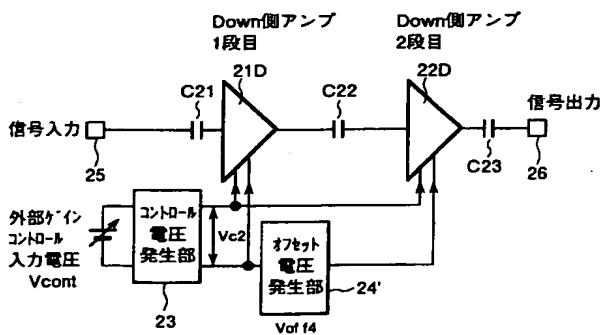 Down側アンプ
1段目
Down側アンプ
2段目
21D
22D
C21
C22
C23
信号入力
信号出力
25
26
外部ゲイン
コントロール
入力電圧
Vcont
コントロール
電圧
発生部
23
Vc2
オフセット
電圧
発生部
24'
Voff4